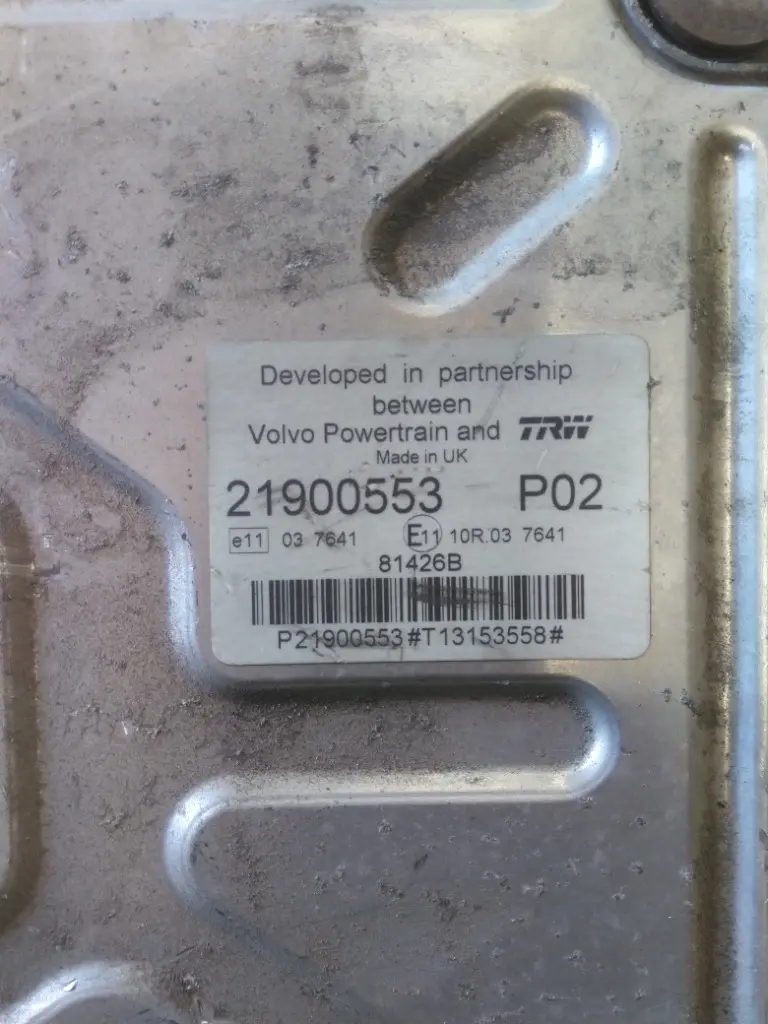 Developed in partnership
between
Volvo Powertrain and TRW
Made in UK
21900553 P02
e11 03 7641 E11 10R.03 7641
81426B
P21900553#T13153558#